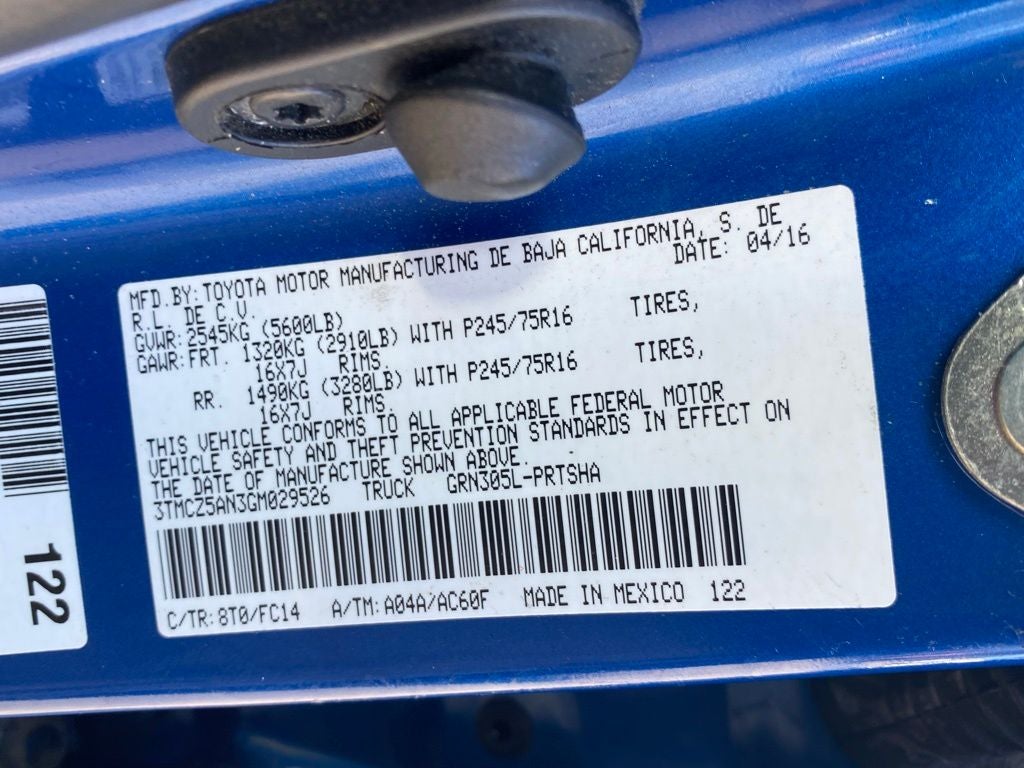 MFD.BY:TOYOTA MOTOR MANUFACTURING DE BAJA CALIFORNIA, S. DE
R.L. DE C.V. DATE: 04/16
GVWR:2545KG (5600LB)
GAWR:FRT. 1320KG (2910LB) WITH P245/75R16 TIRES,
16X7J RIMS.
RR. 1490KG (3280LB) WITH P245/75R16 TIRES,
16X7J RIMS.
THIS VEHICLE CONFORMS TO ALL APPLICABLE FEDERAL MOTOR
VEHICLE SAFETY AND THEFT PREVENTION STANDARDS IN EFFECT ON
THE DATE OF MANUFACTURE SHOWN ABOVE.
3TMCZ5AN3GM029526 TRUCK GRN305L-PRTSHA
C/TR:8T0/FC14 A/TM:A04A/AC60F MADE IN MEXICO 122
122